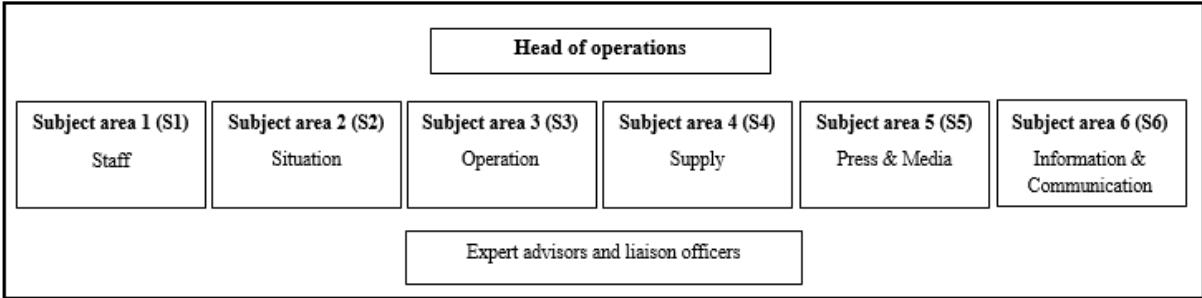 Head of operations
Subject area 1 (S1)
Staff
Subject area 2 (S2)
Situation
Subject area 3 (S3)
Operation
Subject area 4 (S4)
Supply
Subject area 5 (S5)
Press & Media
Subject area 6 (S6)
Information &
Communication
Expert advisors and liaison officers